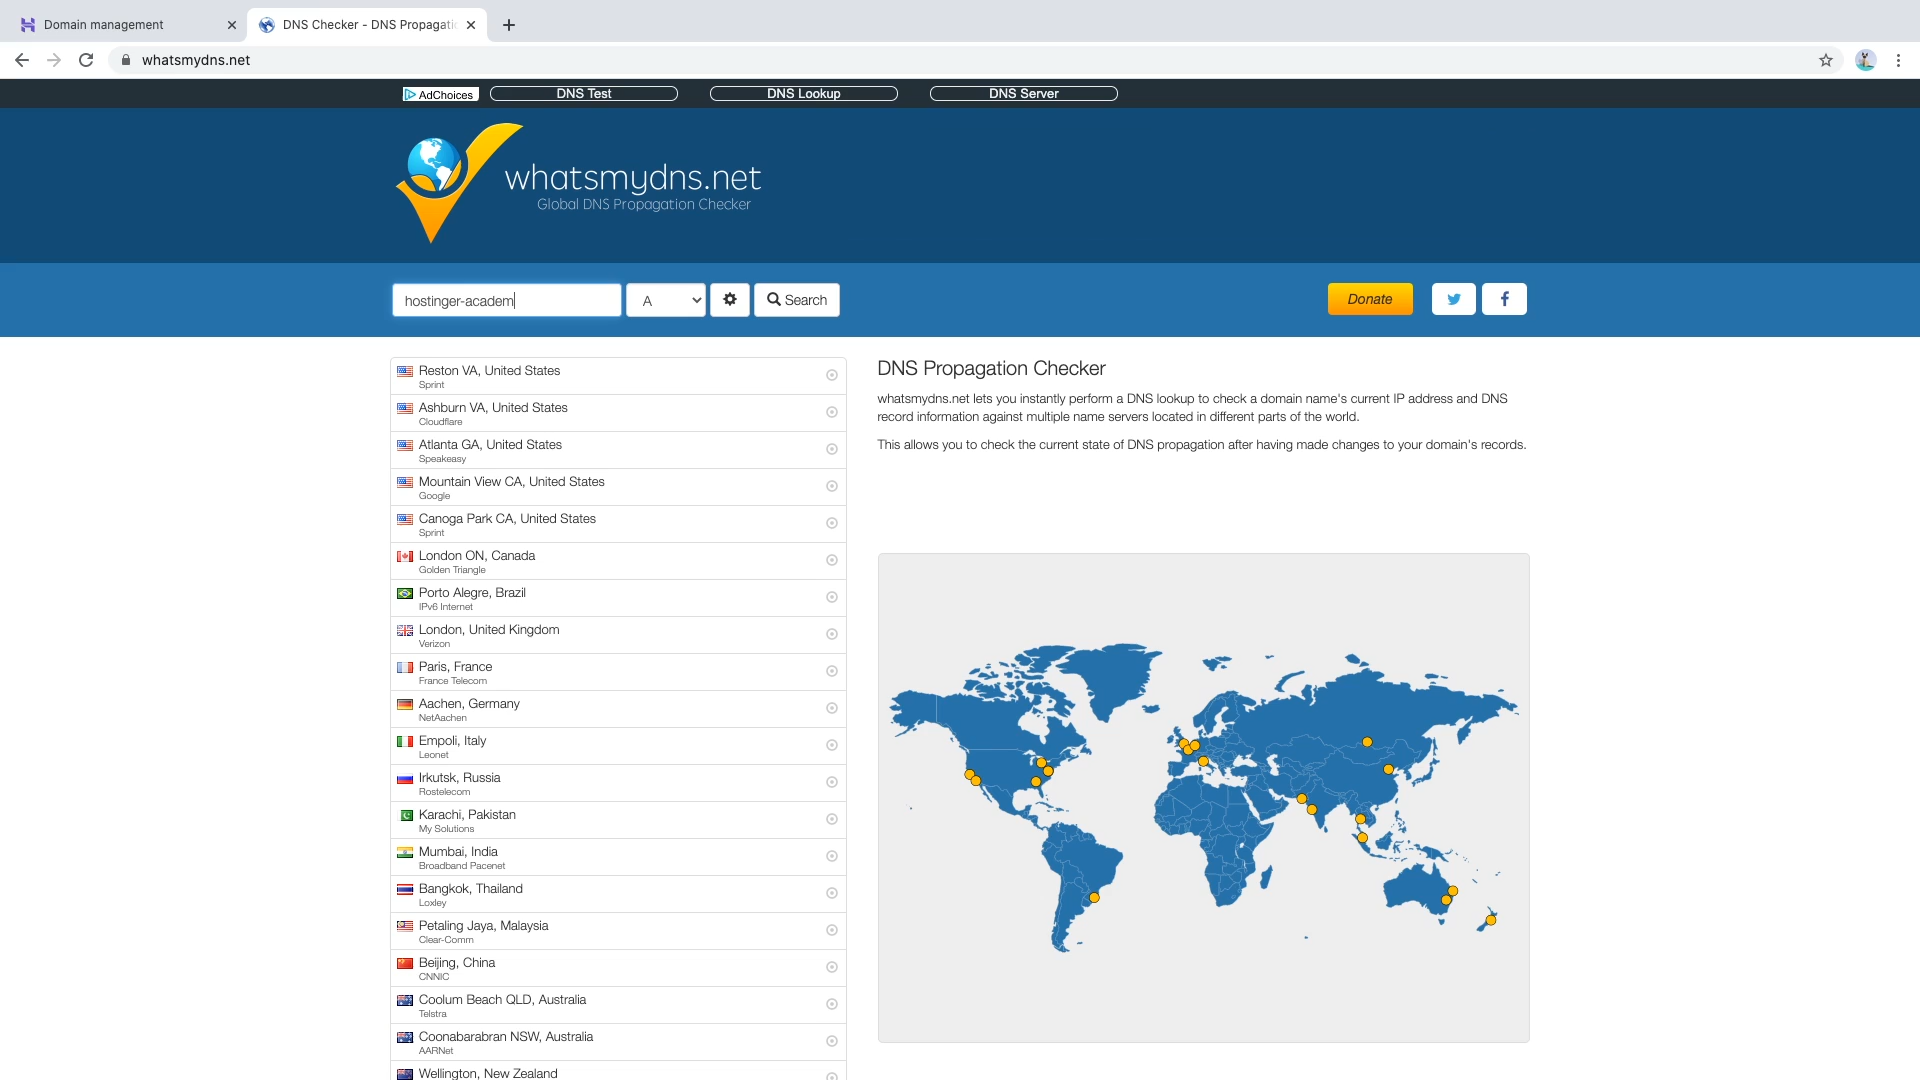 Domain management
DNS Checker - DNS Propagatio
whatsmydns.net
AdChoices
DNS Test
DNS Lookup
DNS Server
whatsmydns.net
Global DNS Propagation Checker
hostinger-academ
A
Search
Donate
Reston VA, United States
Sprint
Ashburn VA, United States
Cloudflare
Atlanta GA, United States
Speakeasy
Mountain View CA, United States
Google
Canoga Park CA, United States
Sprint
London ON, Canada
Golden Triangle
Porto Alegre, Brazil
IPv6 Internet
London, United Kingdom
Verizon
Paris, France
France Telecom
Aachen, Germany
NetAachen
Empoli, Italy
Leonet
Irkutsk, Russia
Rostelecom
Karachi, Pakistan
My Solutions
Mumbai, India
Broadband Pacenet
Bangkok, Thailand
Loxley
Petaling Jaya, Malaysia
Clear-Comm
Beijing, China
CNNIC
Coolum Beach QLD, Australia
Telstra
Coonabarabran NSW, Australia
AARNet
Wellington, New Zealand
DNS Propagation Checker
whatsmydns.net lets you instantly perform a DNS lookup to check a domain name's current IP address and DNS
record information against multiple name servers located in different parts of the world.
This allows you to check the current state of DNS propagation after having made changes to your domain's records.